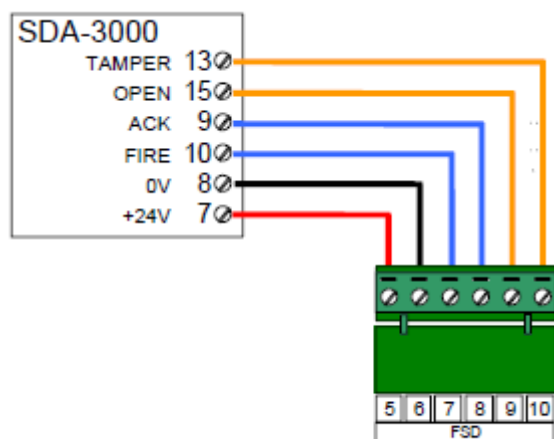 SDA-3000
TAMPER 13
OPEN 15
ACK 9
FIRE 10
0V 8
+24V 7
5 6 7 8 9 10
FSD